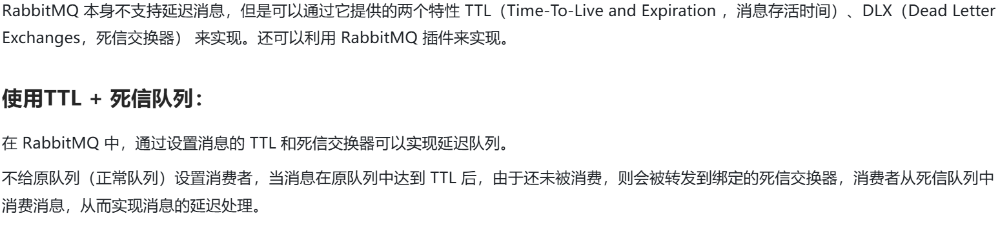 RabbitMQ 本身不支持延迟消息，但是可以通过它提供的两个特性 TTL（Time-To-Live and Expiration ，消息存活时间）、DLX（Dead Letter
Exchanges，死信交换器） 来实现。还可以利用 RabbitMQ 插件来实现。
使用TTL + 死信队列：
在 RabbitMQ 中，通过设置消息的 TTL 和死信交换器可以实现延迟队列。
不给原队列（正常队列）设置消费者，当消息在原队列中达到 TTL 后，由于还未被消费，则会被转发到绑定的死信交换器，消费者从死信队列中
消费消息，从而实现消息的延迟处理。